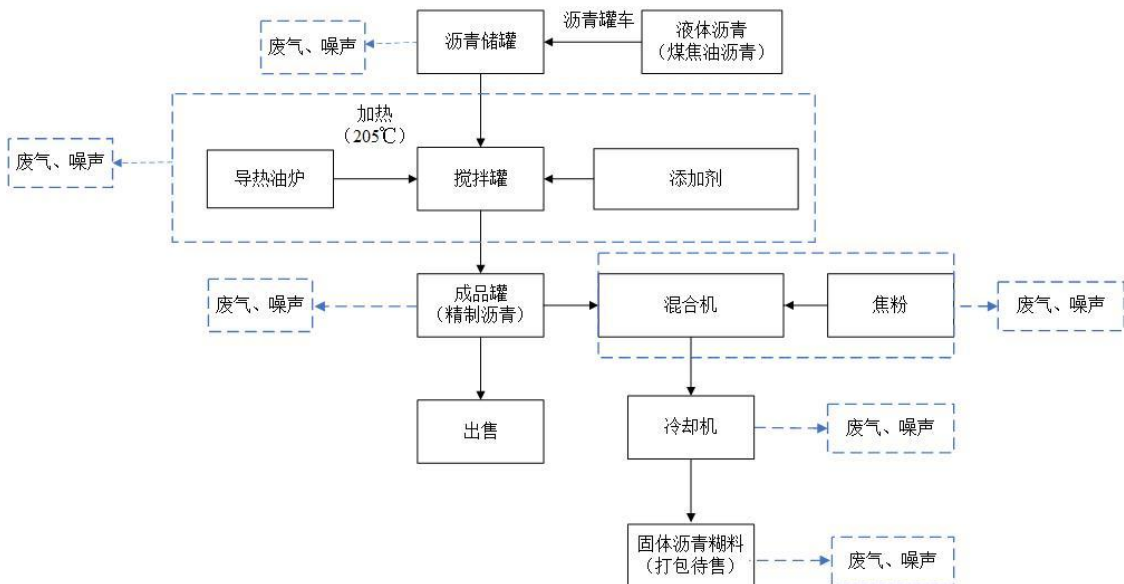 沥青罐车
废气、噪声
沥青储罐
液体沥青
（煤焦油沥青）
加热
（205℃）
废气、噪声
导热油炉
搅拌罐
添加剂
废气、噪声
成品罐
（精制沥青）
混合机
焦粉
废气、噪声
出售
冷却机
废气、噪声
固体沥青糊料
（打包待售）
废气、噪声